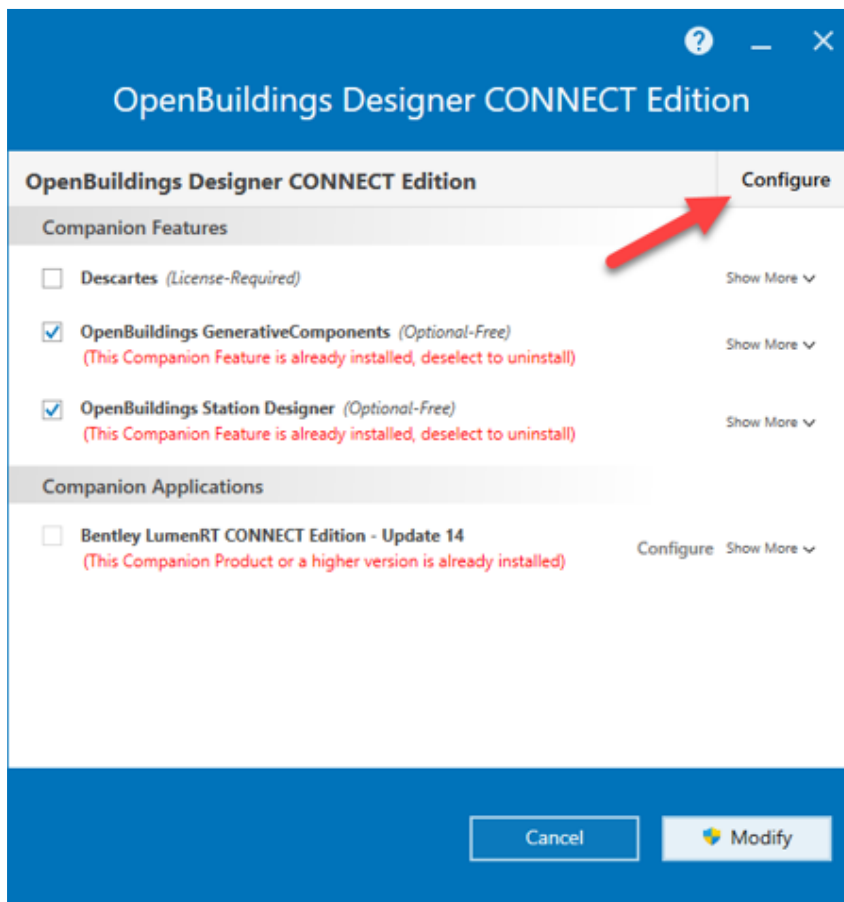 OpenBuildings Designer CONNECT Edition
OpenBuildings Designer CONNECT Edition
Configure
Companion Features
Descartes (License-Required)
Show More
OpenBuildings GenerativeComponents (Optional-Free)
(This Companion Feature is already installed, deselect to uninstall)
Show More
OpenBuildings Station Designer (Optional-Free)
(This Companion Feature is already installed, deselect to uninstall)
Show More
Companion Applications
Bentley LumenRT CONNECT Edition - Update 14
(This Companion Product or a higher version is already installed)
Configure Show More
Cancel
Modify